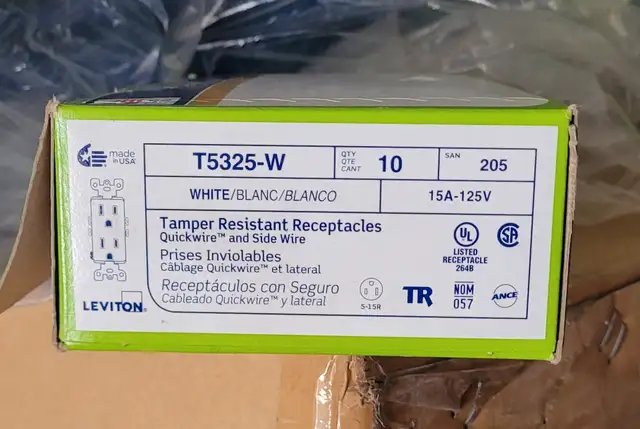 made
in USA
T5325-W
QTY
QTE
CANT
10
SAN
205
WHITE/BLANC/BLANCO
15A-125V
Tamper Resistant Receptacles
Quickwire™ and Side Wire
Prises Inviolables
Câblage Quickwire™ et lateral
Receptáculos con Seguro
Cableado Quickwire™ y lateral
UL
LISTED
RECEPTACLE
264B
SA
5-15R
TR
NOM
057
ANCE
LEVITON®